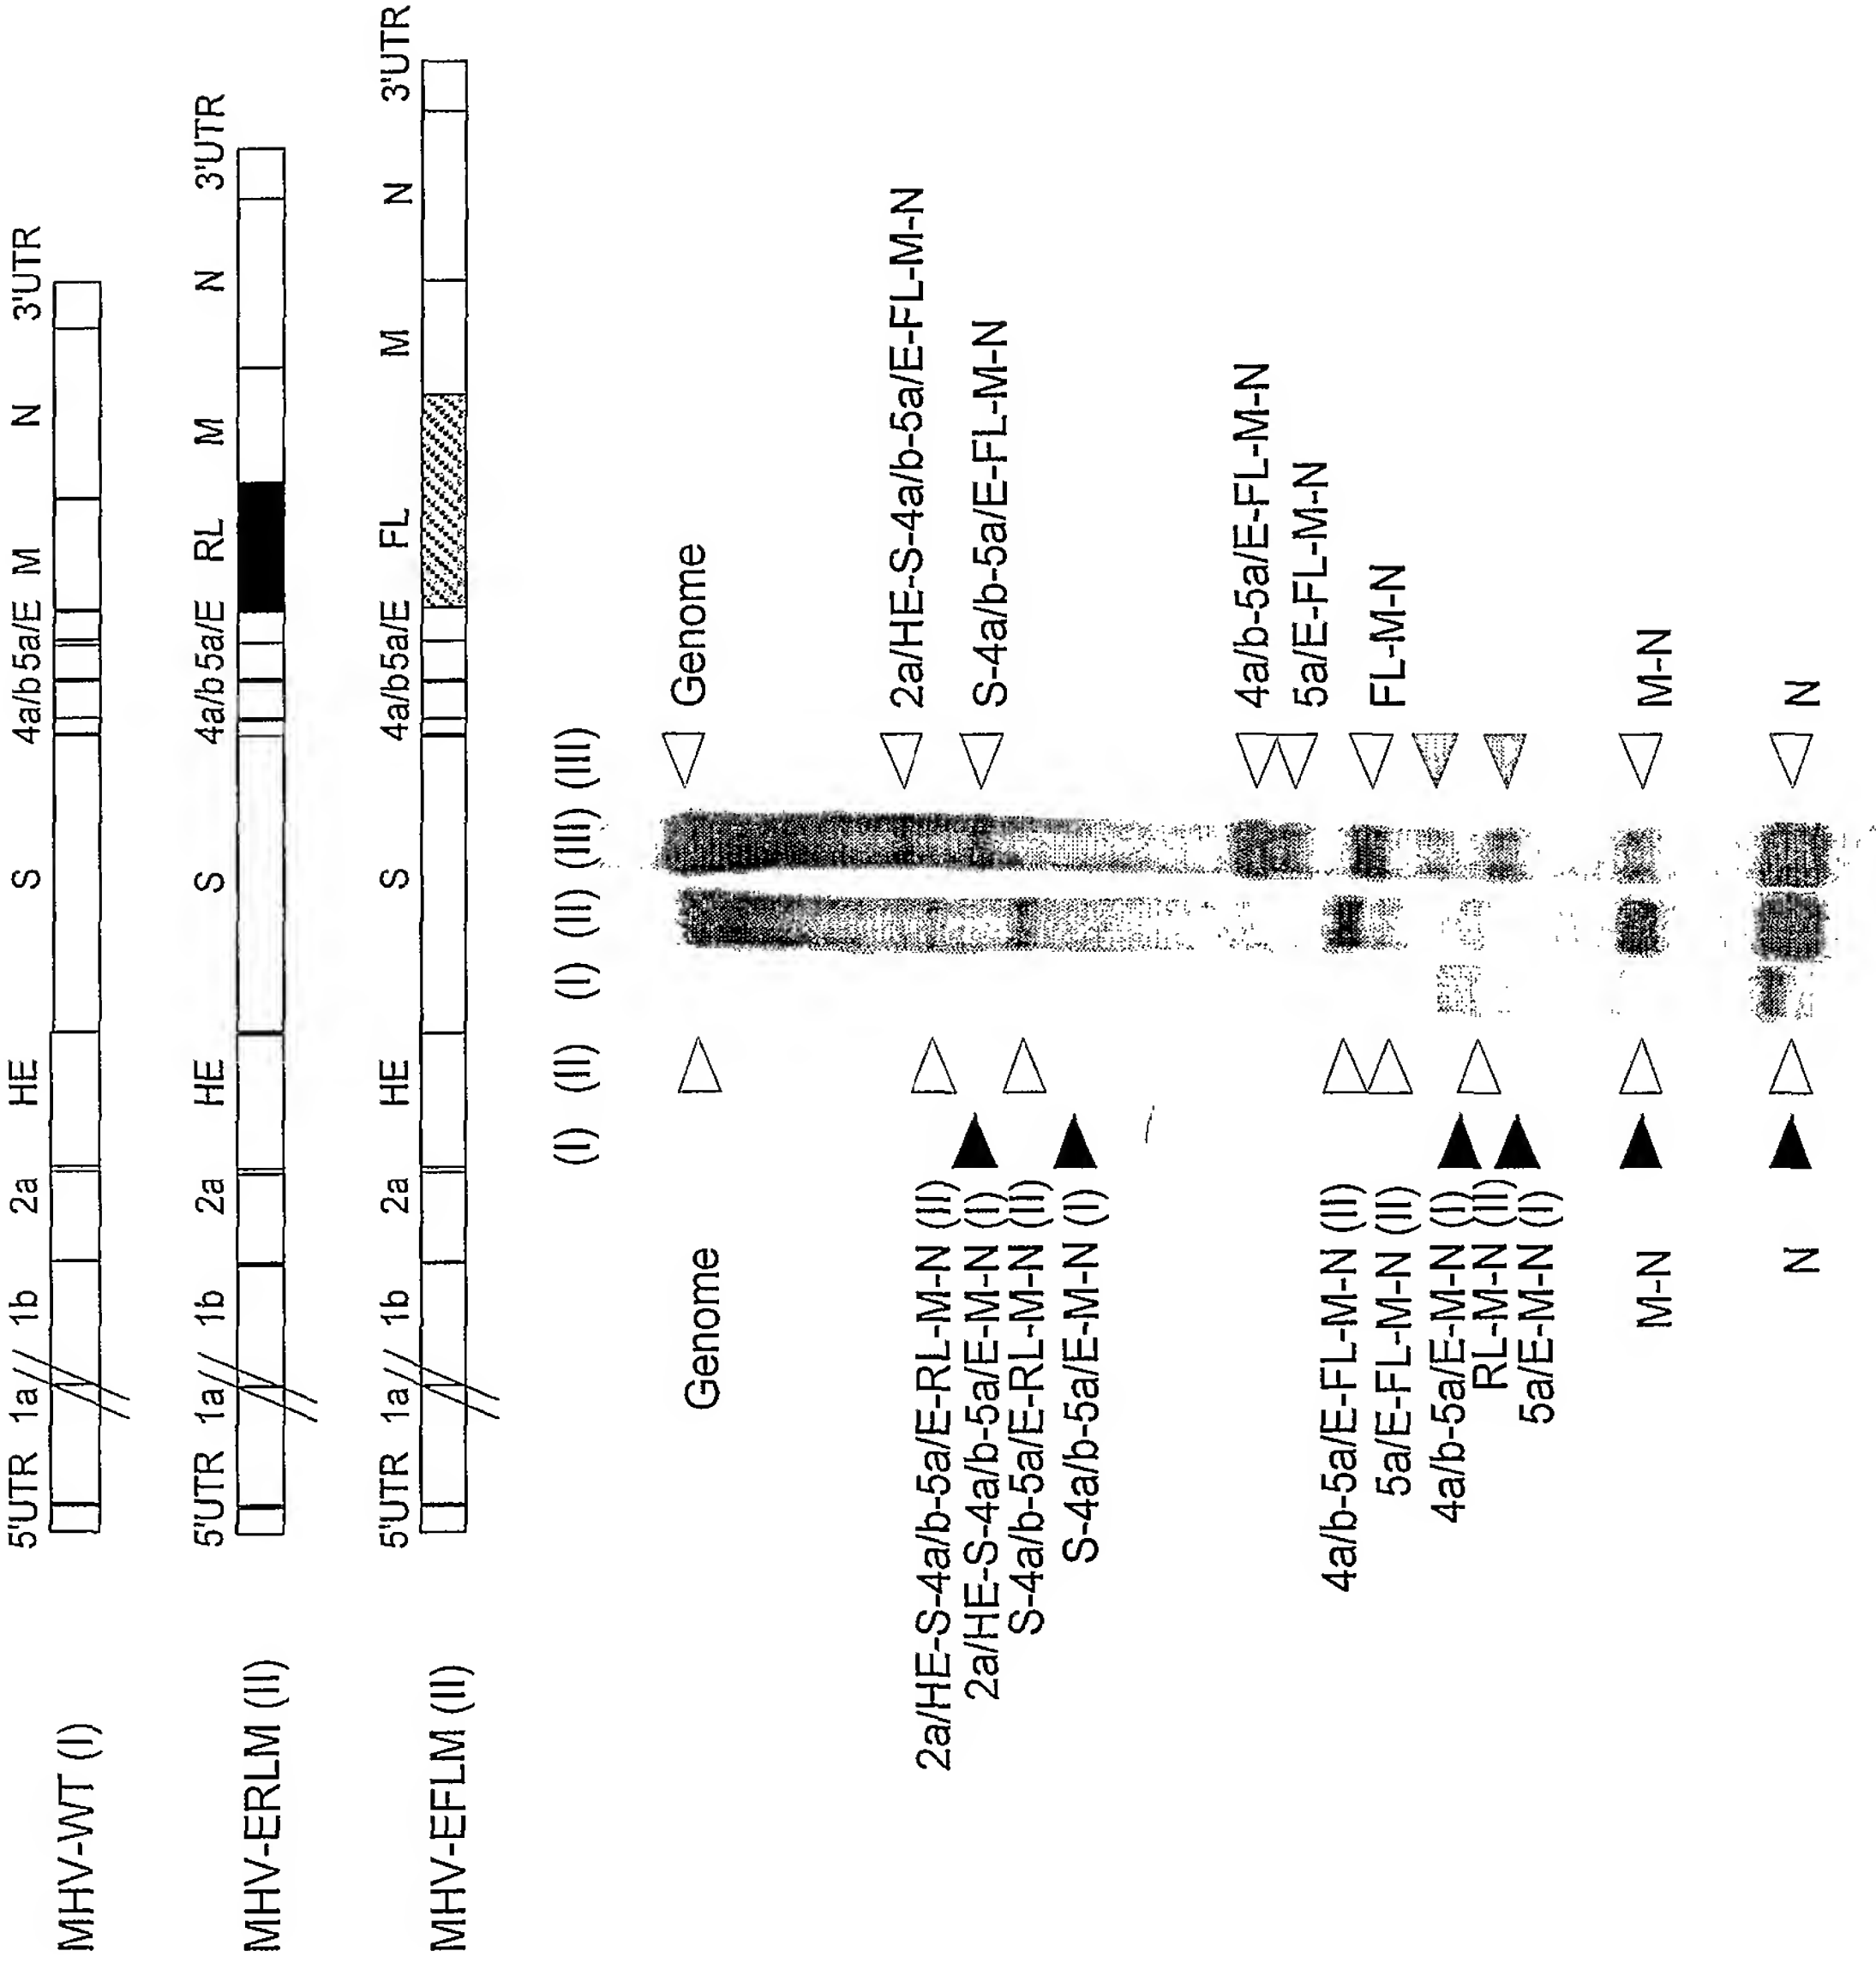 MHV-WT (I)
5'UTR 1a 1b 2a HE S 4a/b 5a/E M N 3'UTR
MHV-ERLM (II)
5'UTR 1a 1b 2a HE S 4a/b 5a/E RL M N 3'UTR
MHV-EFLM (II)
5'UTR 1a 1b 2a HE S 4a/b 5a/E FL M N 3'UTR
(I) (II) (I) (II) (III) (III)
Genome
2a/HE-S-4a/b-5a/E-RL-M-N (II)
2a/HE-S-4a/b-5a/E-M-N (I)
S-4a/b-5a/E-RL-M-N (II)
S-4a/b-5a/E-M-N (I)
4a/b-5a/E-FL-M-N (II)
5a/E-FL-M-N (II)
4a/b-5a/E-M-N (I)
RL-M-N (II)
5a/E-M-N (I)
M-N
N
Genome
2a/HE-S-4a/b-5a/E-FL-M-N
S-4a/b-5a/E-FL-M-N
4a/b-5a/E-FL-M-N
5a/E-FL-M-N
FL-M-N
M-N
N